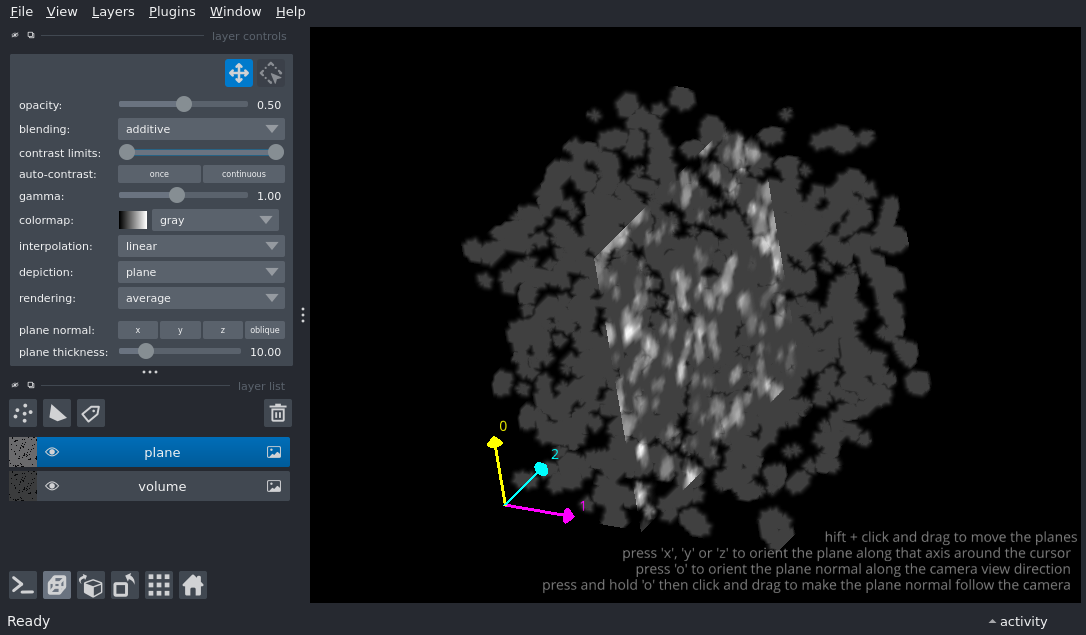 File View Layers Plugins Window Help
layer controls
opacity: 0.50
blending: additive
contrast limits:
auto-contrast: once continuous
gamma: 1.00
colormap: gray
interpolation: linear
depiction: plane
rendering: average
plane normal: x y z oblique
plane thickness: 10.00
layer list
plane
volume
0
2
1
hift + click and drag to move the planes
press 'x', 'y' or 'z' to orient the plane along that axis around the cursor
press 'o' to orient the plane normal along the camera view direction
press and hold 'o' then click and drag to make the plane normal follow the camera
Ready
activity